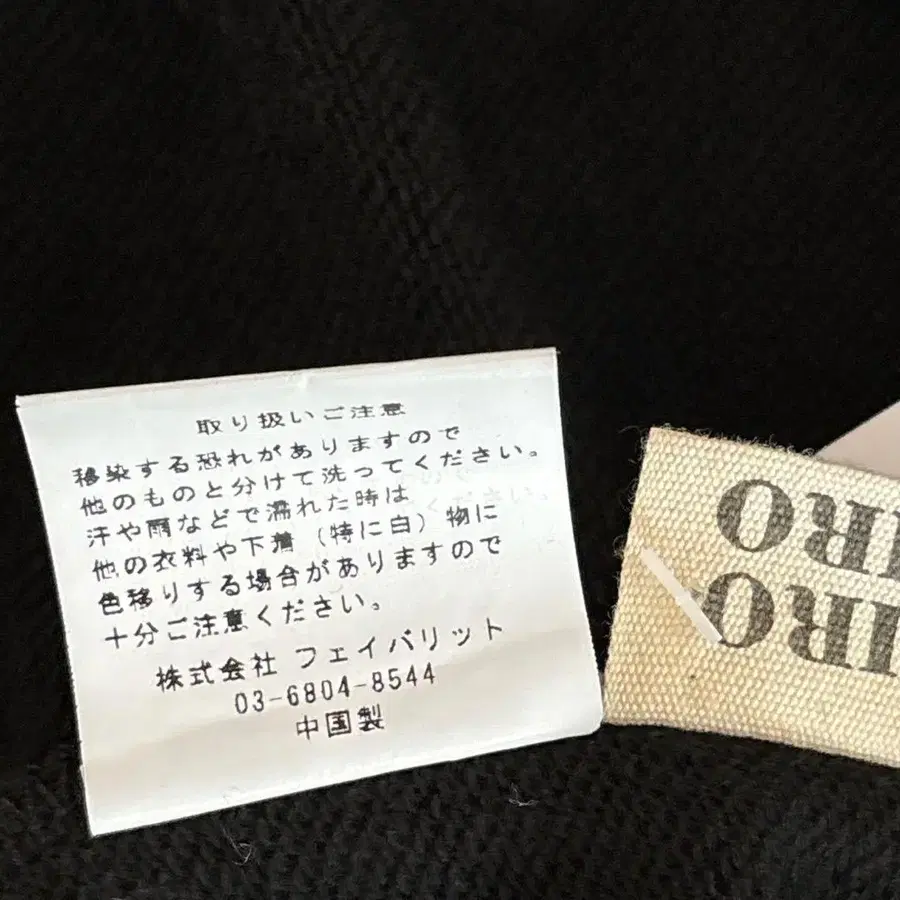 取り扱いご注意
移染する恐れがありますので
他のものと分けて洗ってください。
汗や雨などで濡れた時は
他の衣料や下着（特に白）物に
色移りする場合がありますので
十分ご注意ください。
株式会社 フェイバリット
03-6804-8544
中国製
IRO
IRO